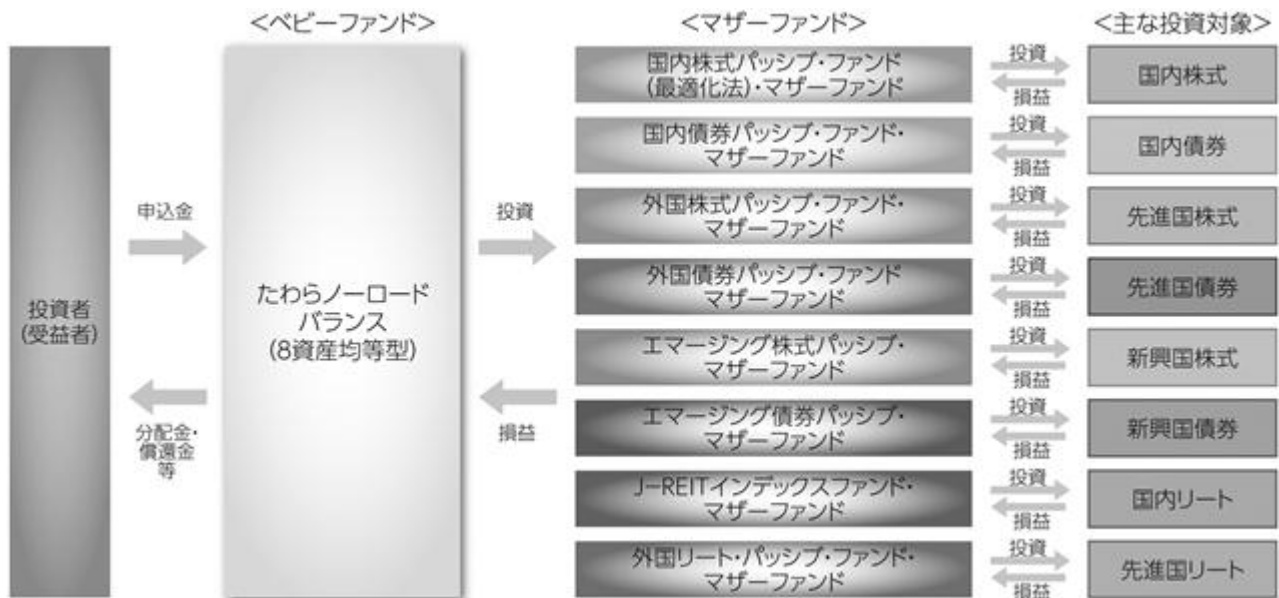 <ベビーファンド>
<マザーファンド>
<主な投資対象>
投資者
(受益者)
申込金
分配金・
償還金
等
たわらノーロード
バランス
(8資産均等型)
投資
損益
国内株式パッシブ・ファンド
(最適化法)・マザーファンド
投資
損益
国内株式
国内債券パッシブ・ファンド・
マザーファンド
投資
損益
国内債券
外国株式パッシブ・ファンド・
マザーファンド
投資
損益
先進国株式
外国債券パッシブ・ファンド
マザーファンド
投資
損益
先進国債券
エマージング株式パッシブ・
マザーファンド
投資
損益
新興国株式
エマージング債券パッシブ・
マザーファンド
投資
損益
新興国債券
J-REITインデックスファンド・
マザーファンド
投資
損益
国内リート
外国リート・パッシブ・ファンド・
マザーファンド
投資
損益
先進国リート